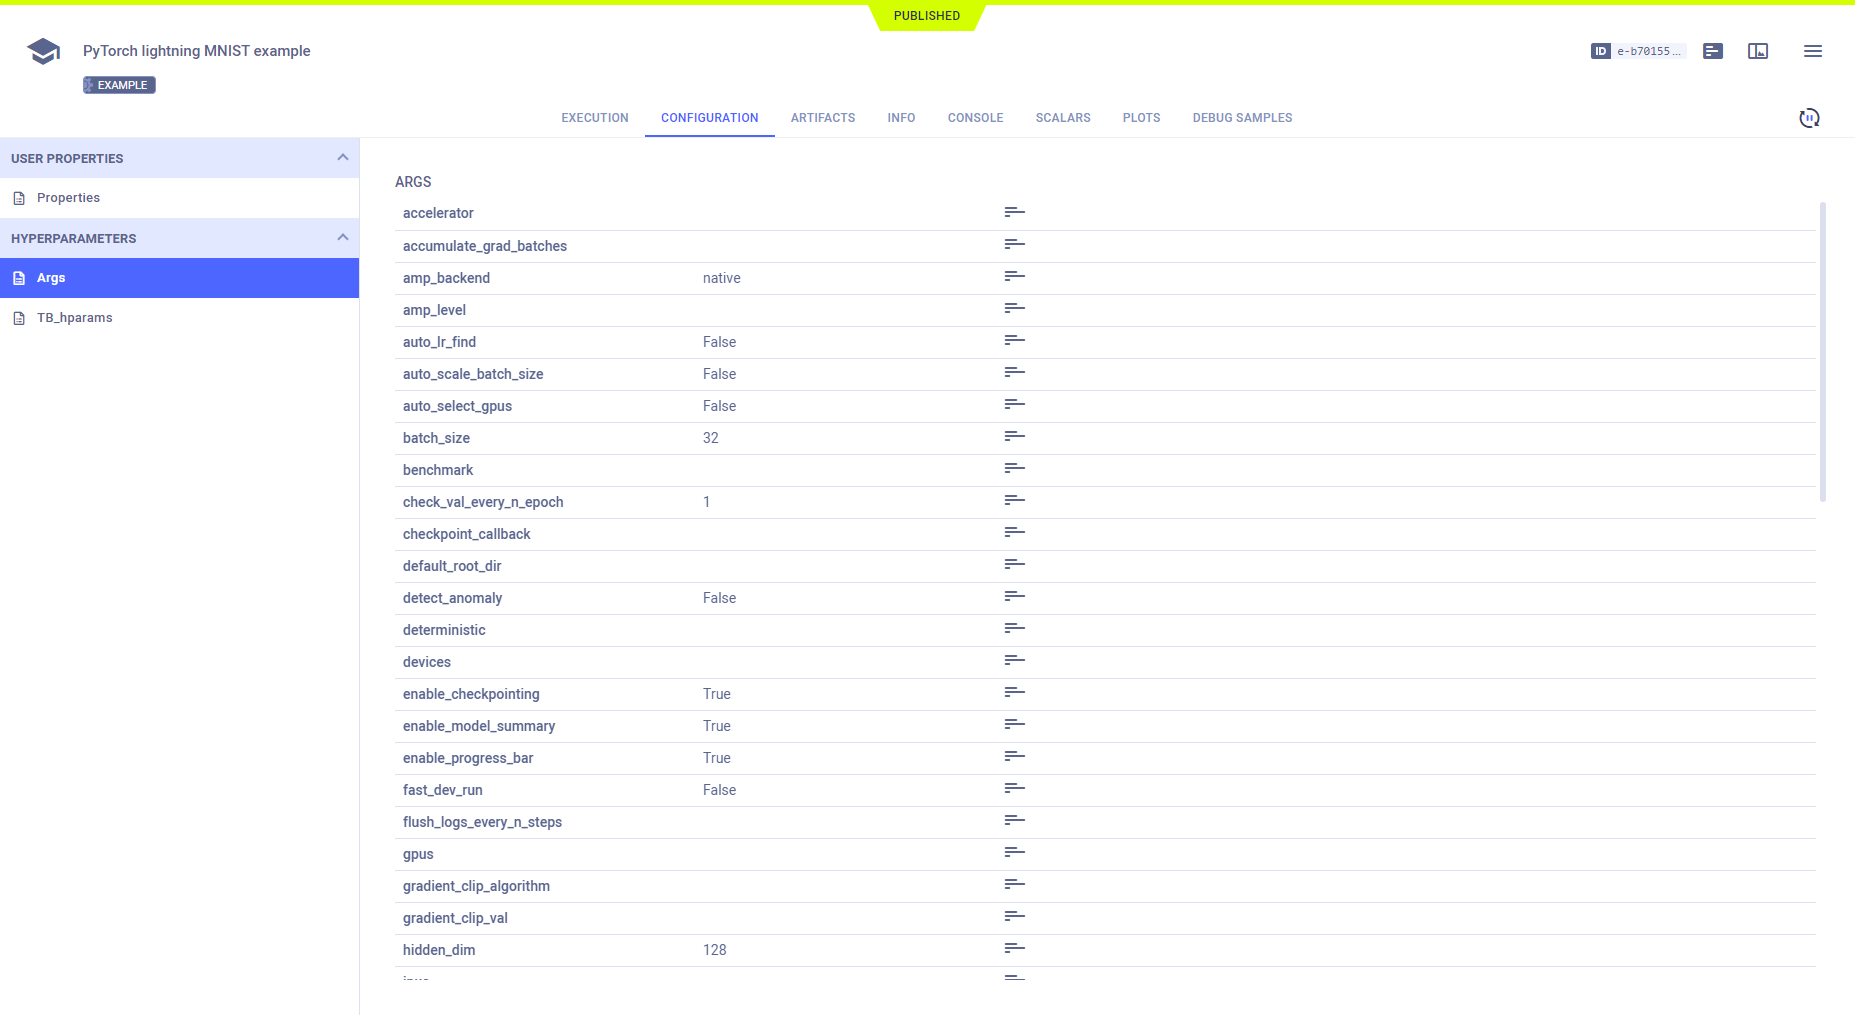 PUBLISHED
PyTorch lightning MNIST example
ID e-b70155...
EXAMPLE
EXECUTION CONFIGURATION ARTIFACTS INFO CONSOLE SCALARS PLOTS DEBUG SAMPLES
USER PROPERTIES
Properties
HYPERPARAMETERS
Args
TB_hparams
ARGS
accelerator
accumulate_grad_batches
amp_backend native
amp_level
auto_lr_find False
auto_scale_batch_size False
auto_select_gpus False
batch_size 32
benchmark
check_val_every_n_epoch 1
checkpoint_callback
default_root_dir
detect_anomaly False
deterministic
devices
enable_checkpointing True
enable_model_summary True
enable_progress_bar True
fast_dev_run False
flush_logs_every_n_steps
gpus
gradient_clip_algorithm
gradient_clip_val
hidden_dim 128